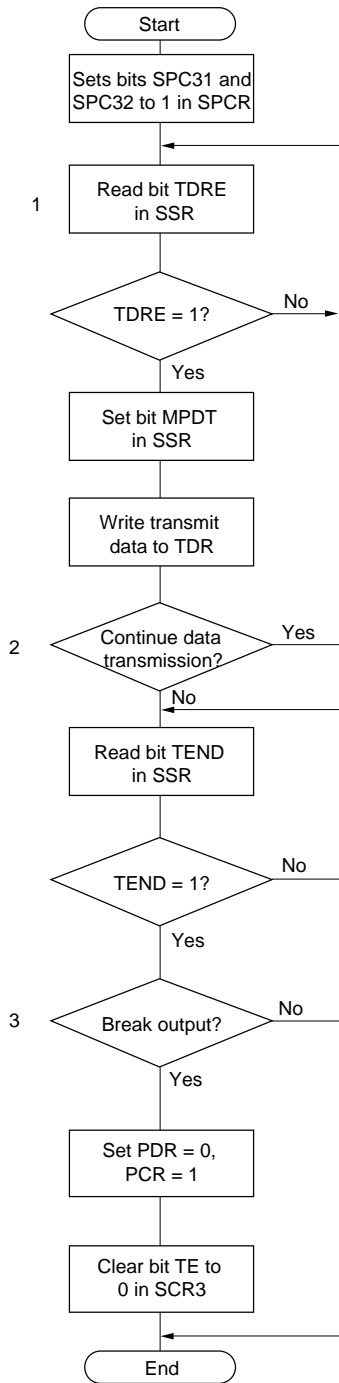 Start
Sets bits SPC31 and
SPC32 to 1 in SPCR
1
Read bit TDRE
in SSR
TDRE = 1?
No
Yes
Set bit MPDT
in SSR
Write transmit
data to TDR
2
Continue data
transmission?
Yes
No
Read bit TEND
in SSR
TEND = 1?
No
Yes
3
Break output?
No
Yes
Set PDR = 0,
PCR = 1
Clear bit TE to
0 in SCR3
End